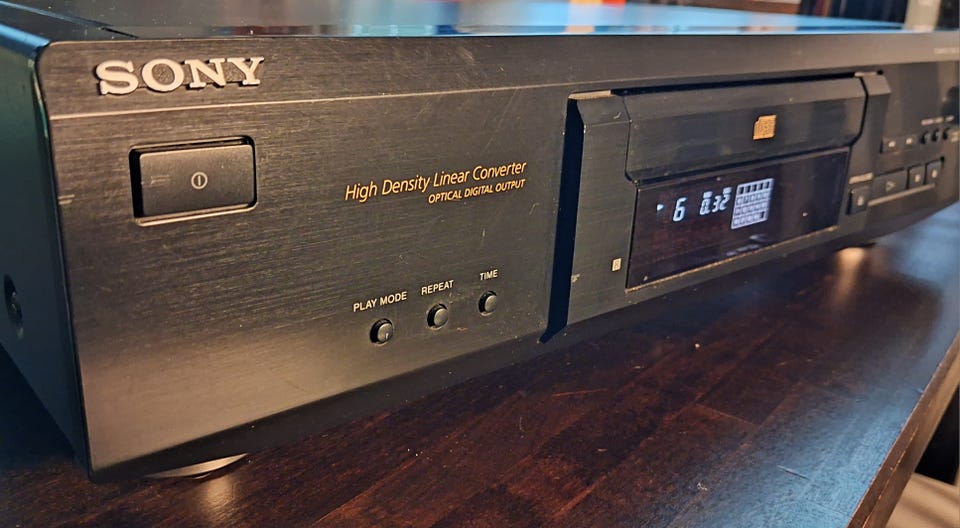 SONY
High Density Linear Converter
OPTICAL DIGITAL OUTPUT
6 0.32
PLAY MODE
REPEAT
TIME